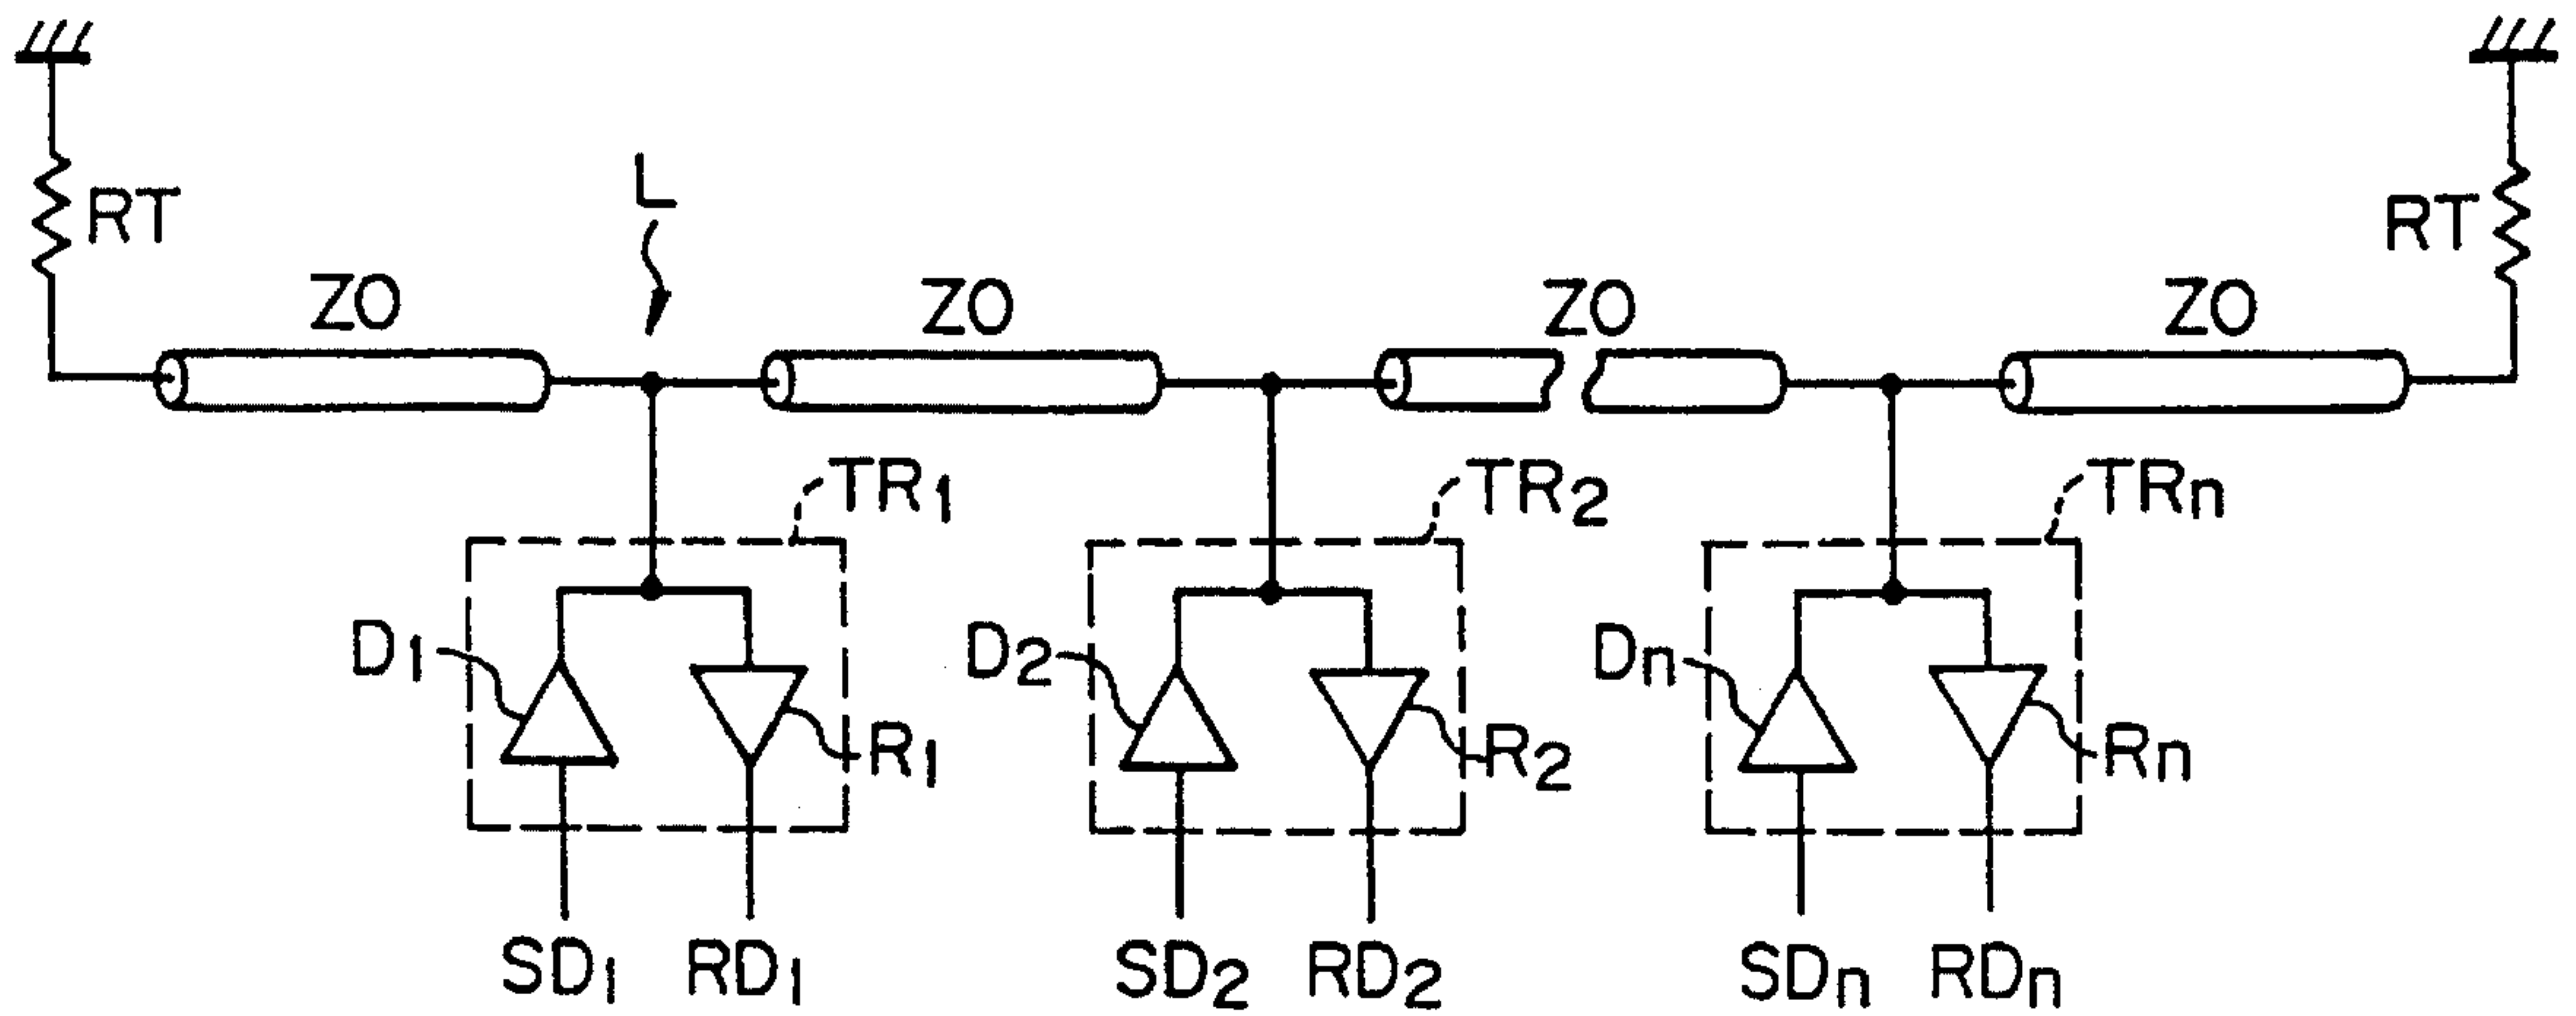 L
RT
RT
ZO
ZO
ZO
ZO
TR1
TR2
TRn
D1
R1
D2
R2
Dn
Rn
SD1
RD1
SD2
RD2
SDn
RDn